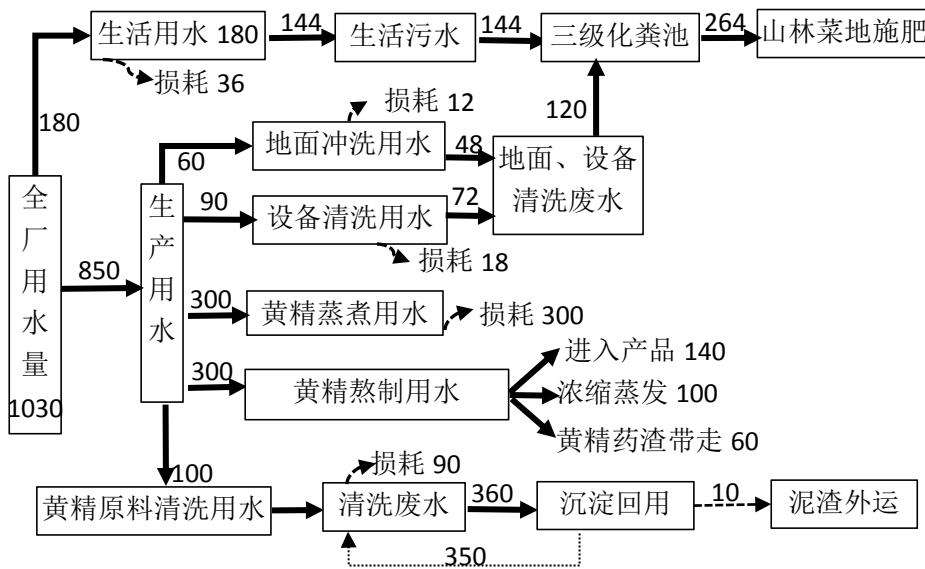 生活用水 180
144
生活污水
144
三级化粪池
264
山林菜地施肥
损耗 36
180
损耗 12
120
60
地面冲洗用水
48
地面、设备
清洗废水
90
设备清洗用水
72
损耗 18
全厂用水量
1030
850
生产用水
300
黄精蒸煮用水
损耗 300
300
黄精熬制用水
进入产品 140
浓缩蒸发 100
黄精药渣带走 60
100
黄精原料清洗用水
损耗 90
清洗废水
360
沉淀回用
10
泥渣外运
350